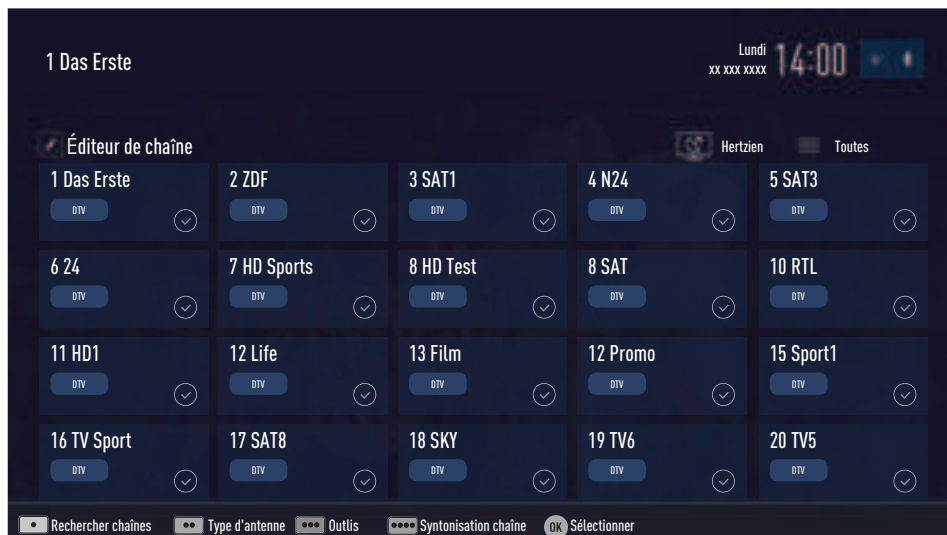 1 Das Erste
Lundi
xx xxx xxxx
14:00
Éditeur de chaîne
Hertzien
Toutes
1 Das Erste
2 ZDF
3 SAT1
4 N24
5 SAT3
DTV
DTV
DTV
DTV
DTV
6 24
7 HD Sports
8 HD Test
8 SAT
10 RTL
DTV
DTV
DTV
DTV
DTV
11 HD1
12 Life
13 Film
12 Promo
15 Sport1
DTV
DTV
DTV
DTV
DTV
16 TV Sport
17 SAT8
18 SKY
19 TV6
20 TV5
DTV
DTV
DTV
DTV
DTV
Rechercher chaînes
Type d'antenne
Outlis
Syntonisation chaîne
OK Sélectionner